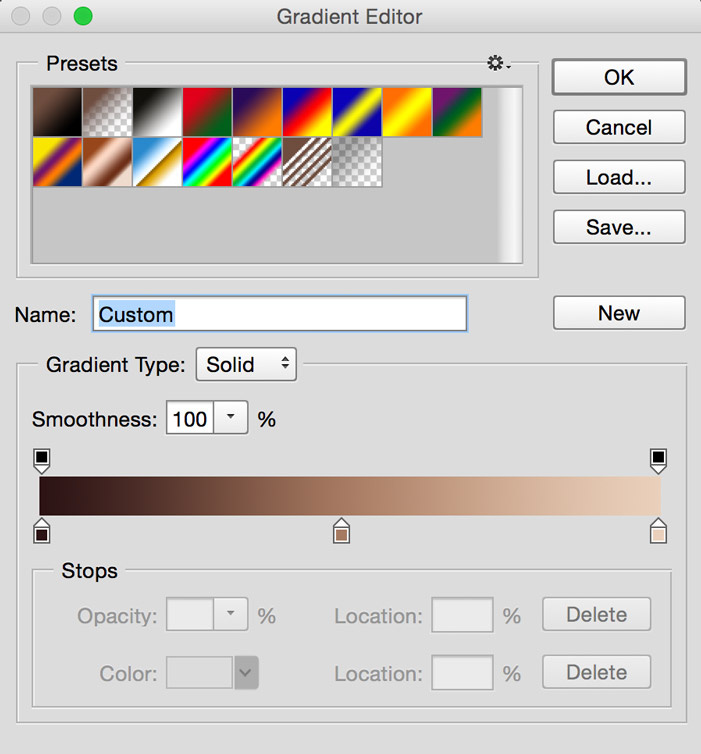 Gradient Editor
Presets
OK
Cancel
Load...
Save...
Name: Custom
New
Gradient Type: Solid
Smoothness: 100 %
Stops
Opacity: % Location: % Delete
Color: Location: % Delete